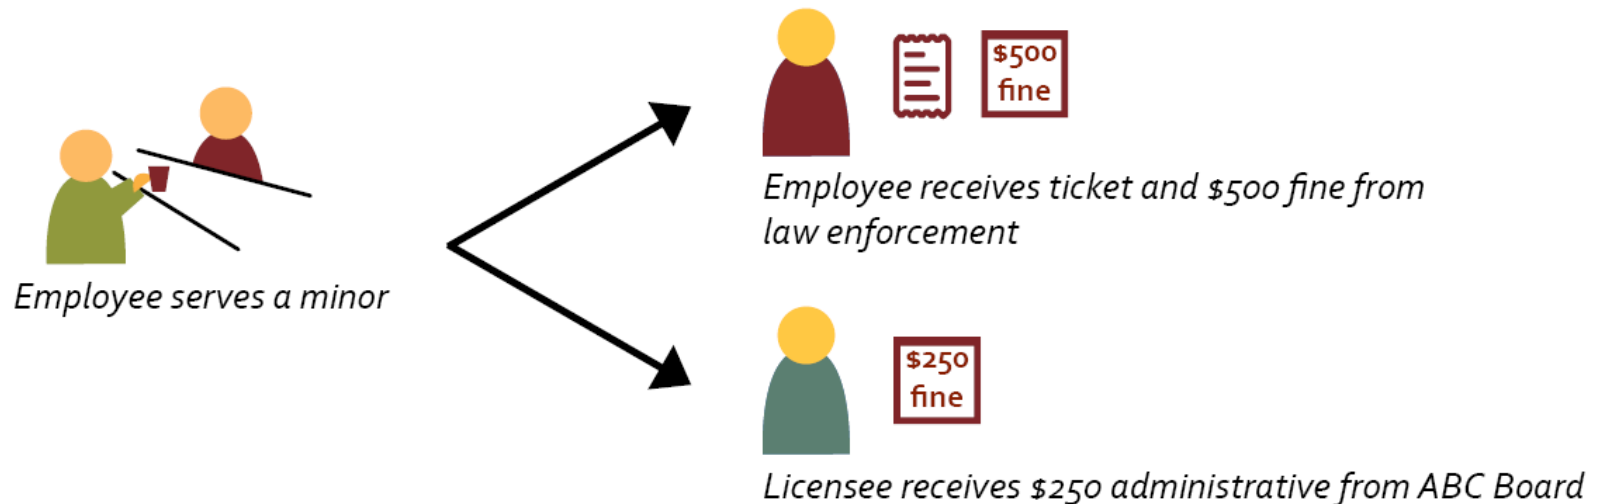 $500
fine
Employee receives ticket and $500 fine from
law enforcement
Employee serves a minor
$250
fine
Licensee receives $250 administrative from ABC Board